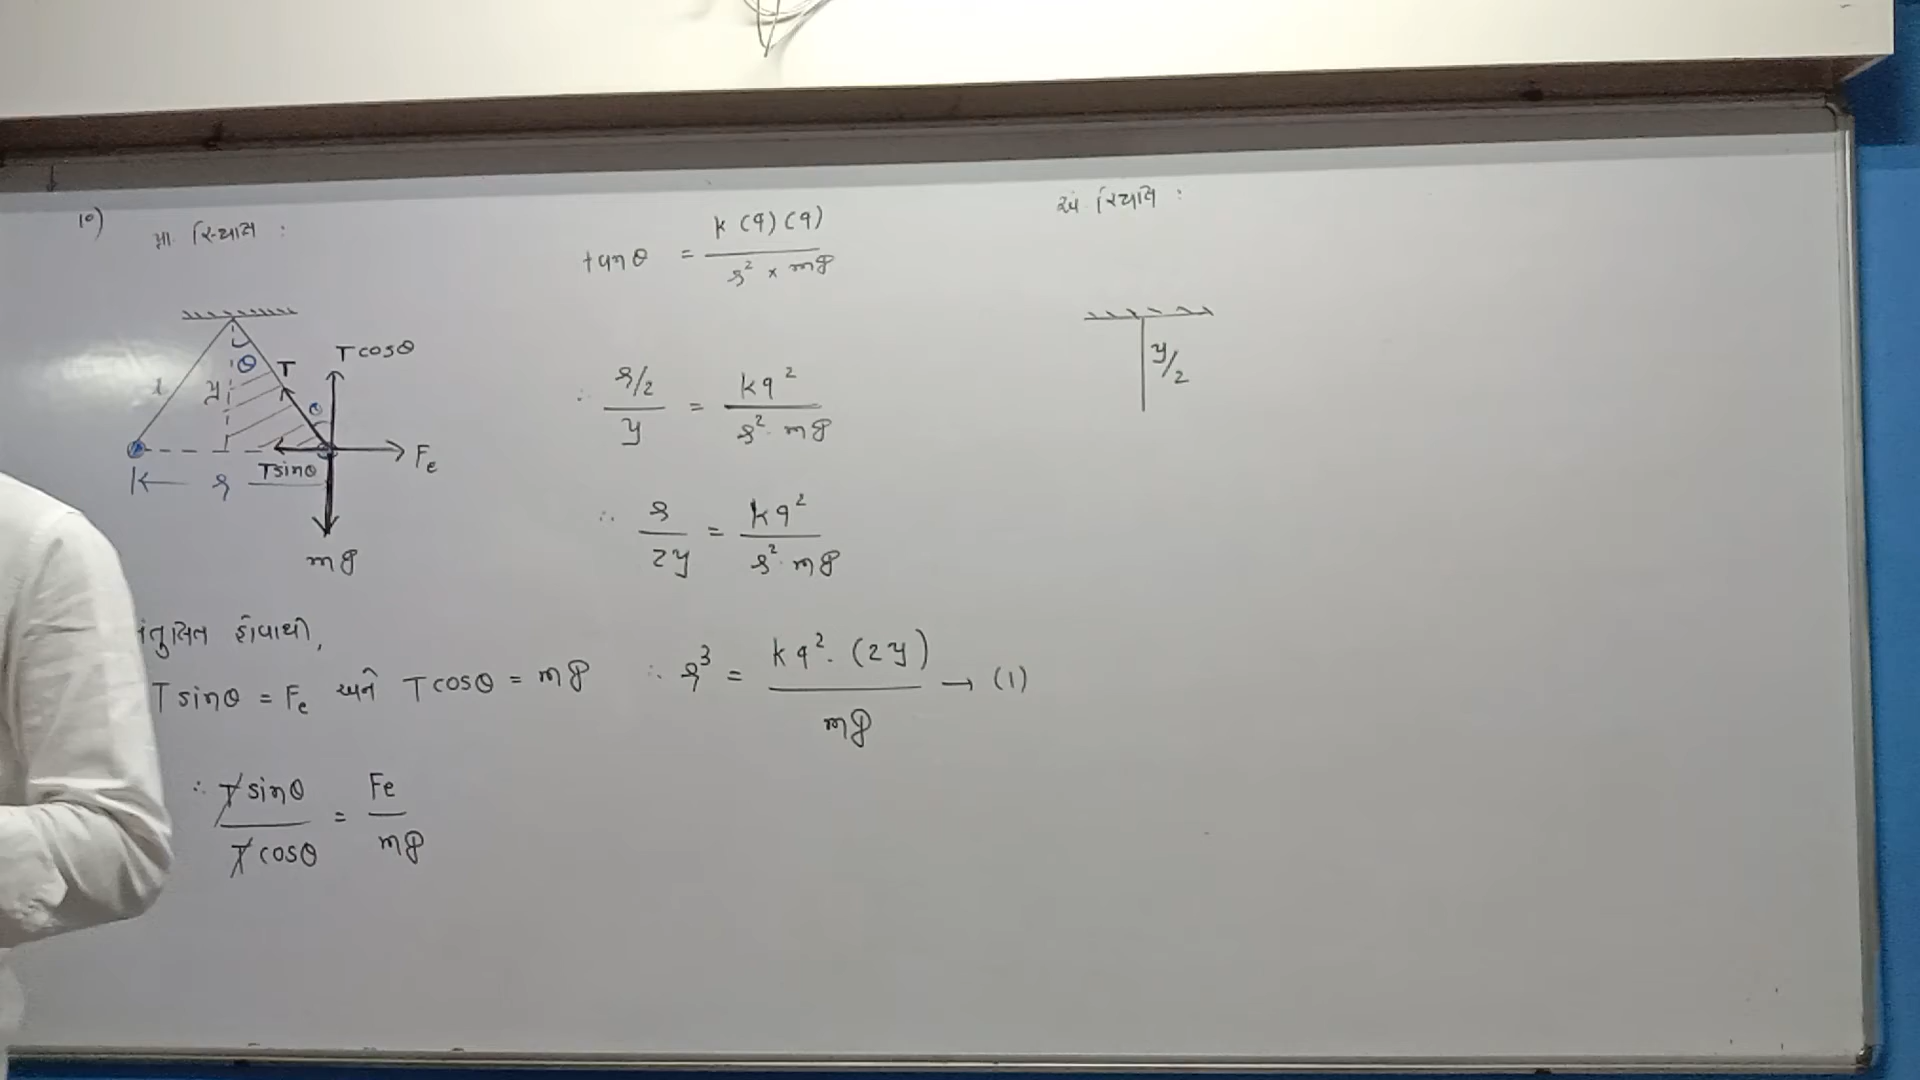 10)
પ્રા. સ્થિતિ :
θ
T
T cosθ
l
y
θ
Fe
T sinθ
r
mg
સંતુલિત હોવાથી,
T sinθ = Fe અને T cosθ = mg
∴ T sinθ / T cosθ = Fe / mg
tanθ = k (q) (q) / r² × mg
∴ r/2 / y = kq² / r² · mg
∴ r / 2y = kq² / r² · mg
∴ r³ = kq² · (2y) / mg → (1)
અં સ્થિતિ :
y/2